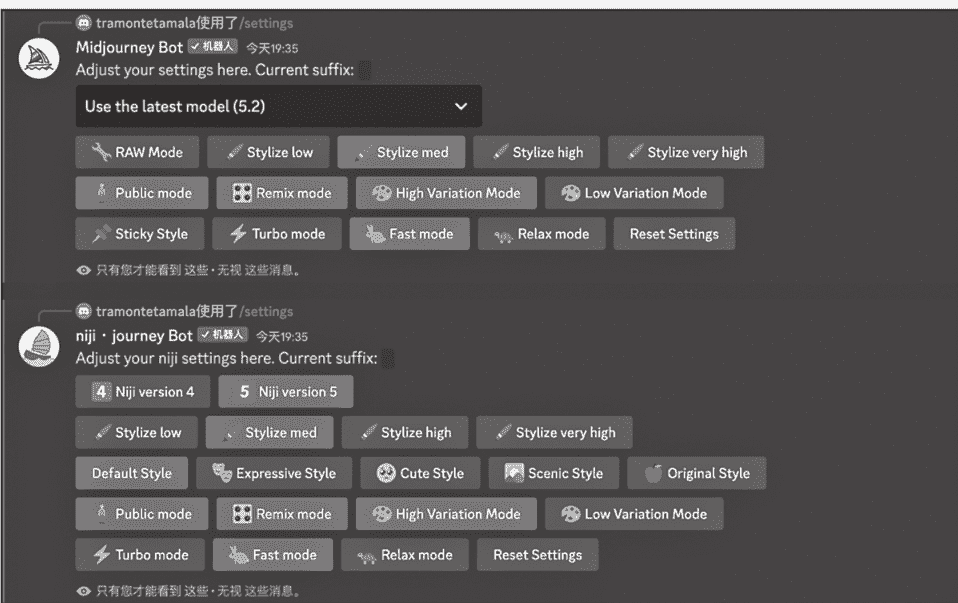 tramontetamala使用了/settings
Midjourney Bot ✓机器人 今天19:35
Adjust your settings here. Current suffix:
Use the latest model (5.2)
RAW Mode Stylize low Stylize med Stylize high Stylize very high
Public mode Remix mode High Variation Mode Low Variation Mode
Sticky Style Turbo mode Fast mode Relax mode Reset Settings
只有您才能看到 这些・无视 这些消息。
tramontetamala使用了/settings
niji・journey Bot ✓机器人 今天19:35
Adjust your niji settings here. Current suffix:
4 Niji version 4 5 Niji version 5
Stylize low Stylize med Stylize high Stylize very high
Default Style Expressive Style Cute Style Scenic Style Original Style
Public mode Remix mode High Variation Mode Low Variation Mode
Turbo mode Fast mode Relax mode Reset Settings
只有您才能看到 这些・无视 这些消息。